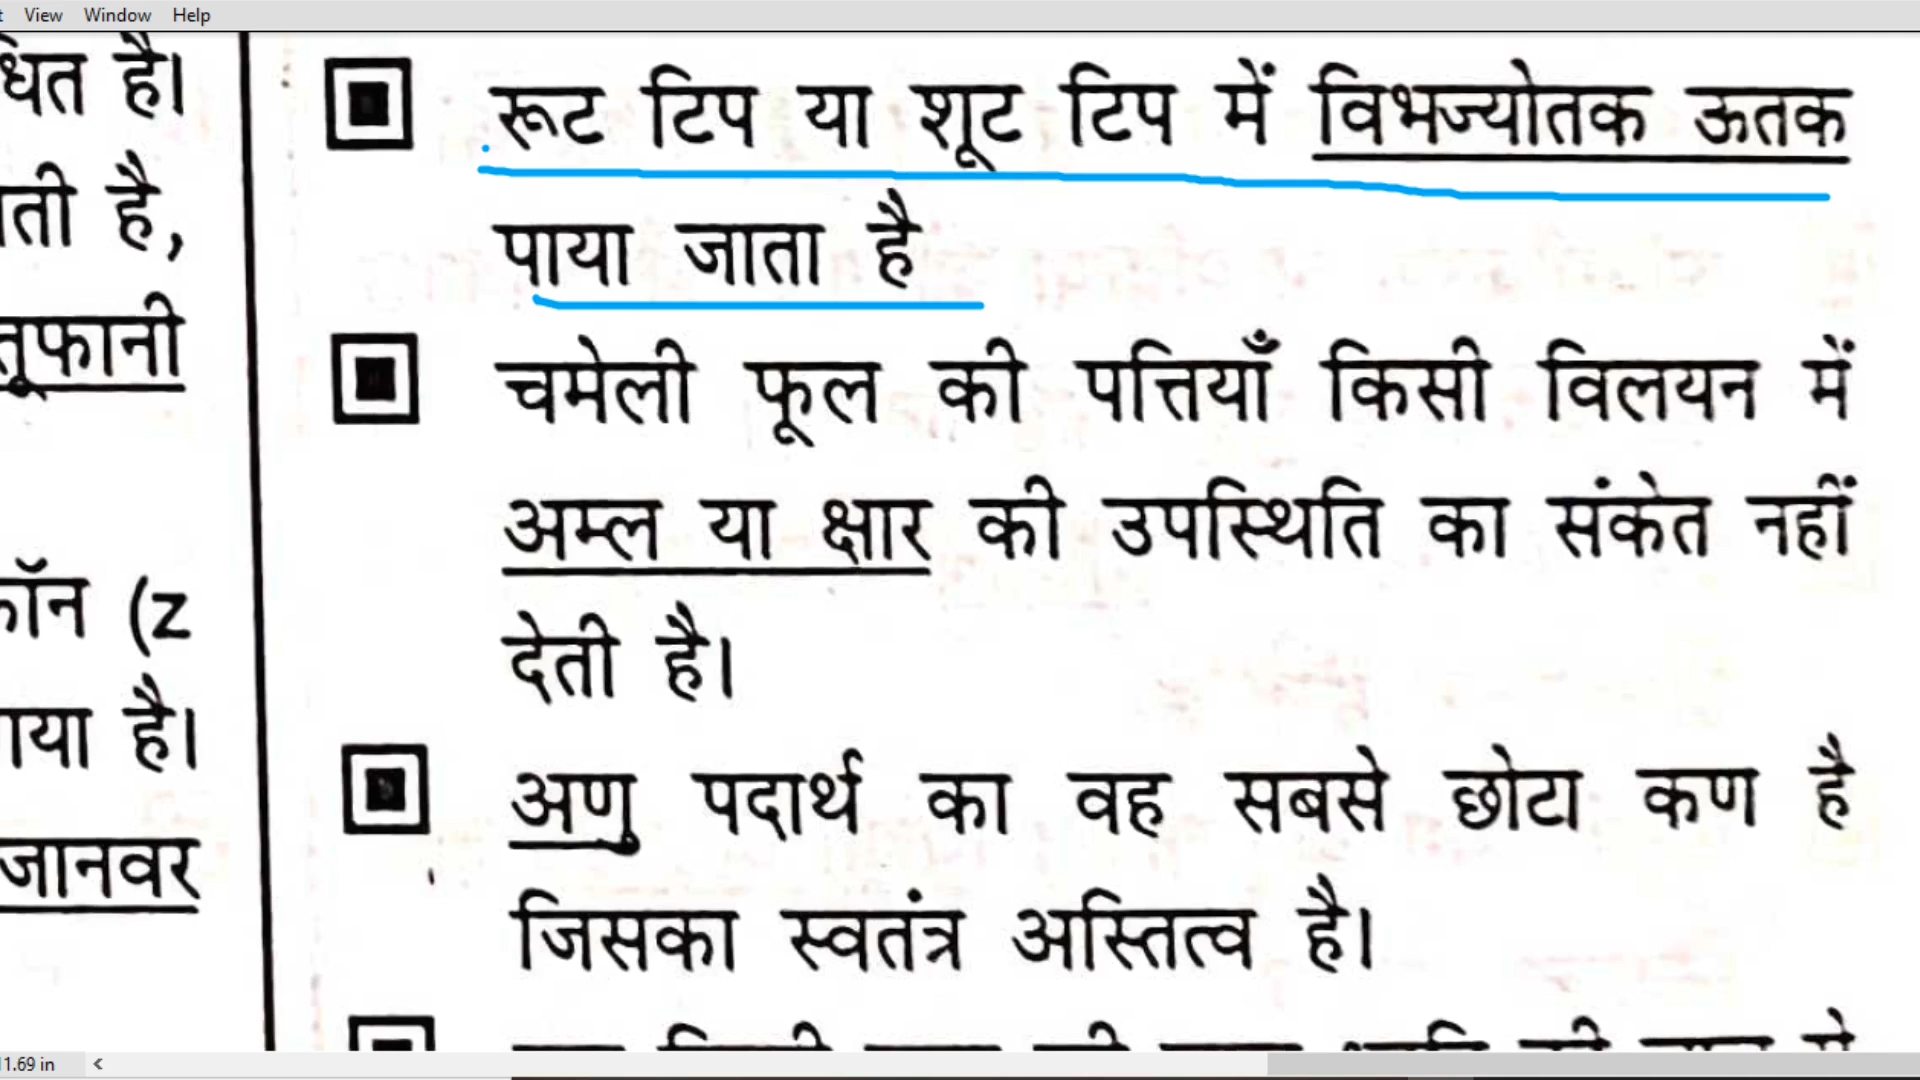 View Window Help
है।
है,
तूफानी
(z
है।
जानवर
रूट टिप या शूट टिप में विभज्योतक ऊतक
पाया जाता है
चमेली फूल की पत्तियाँ किसी विलयन में
अम्ल या क्षार की उपस्थिति का संकेत नहीं
देती है।
अणु पदार्थ का वह सबसे छोटा कण है
जिसका स्वतंत्र अस्तित्व है।
11.69 in